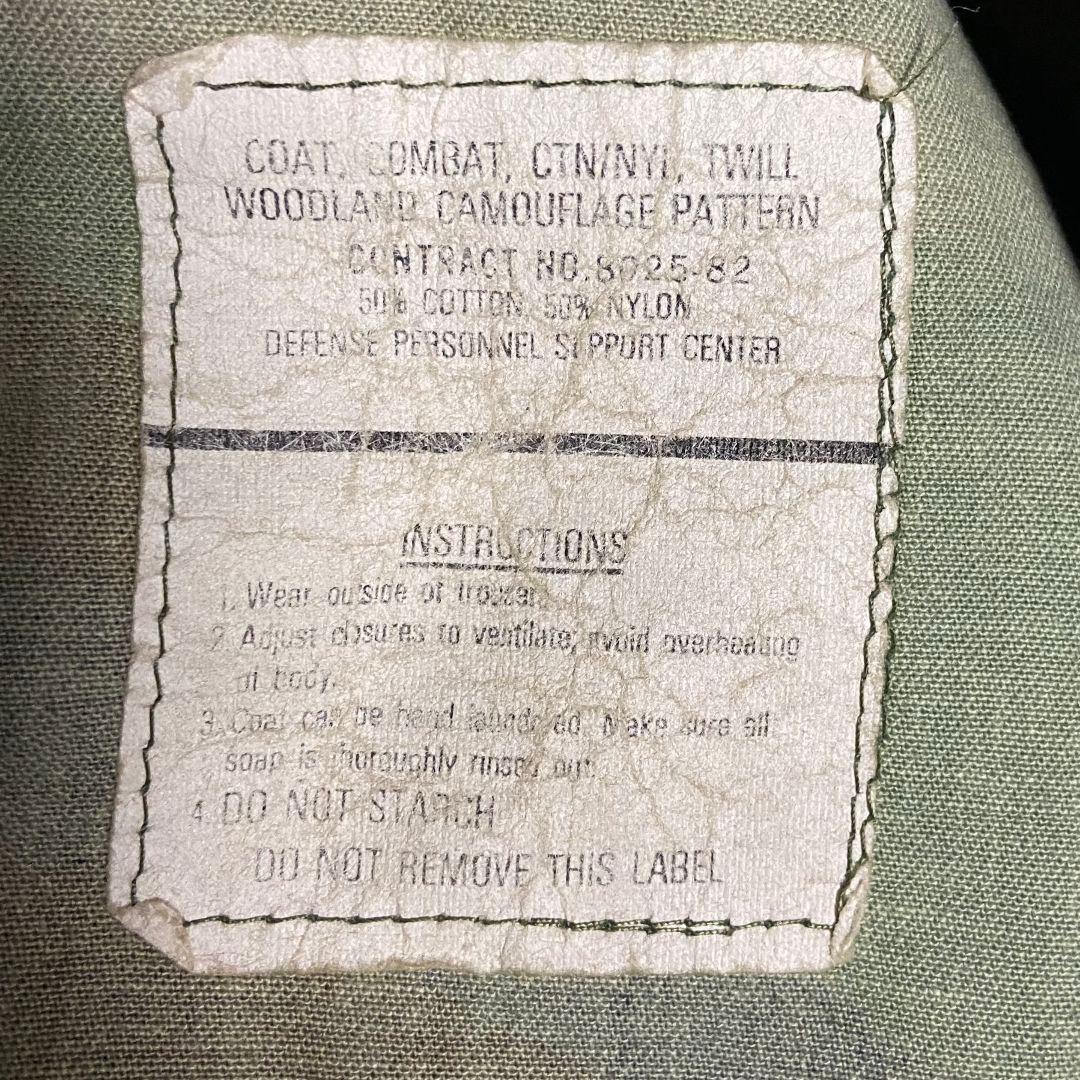 COAT, COMBAT, CTN/NYL, TWILL
WOODLAND CAMOUFLAGE PATTERN
CONTRACT NO. 8025-82
50% COTTON 50% NYLON
DEFENSE PERSONNEL SUPPORT CENTER
INSTRUCTIONS
1. Wear outside of trouser.
2. Adjust closures to ventilate; avoid overheating
of body.
3. Coat can be hand laundered. Make sure all
soap is thoroughly rinsed out.
4. DO NOT STARCH
DO NOT REMOVE THIS LABEL